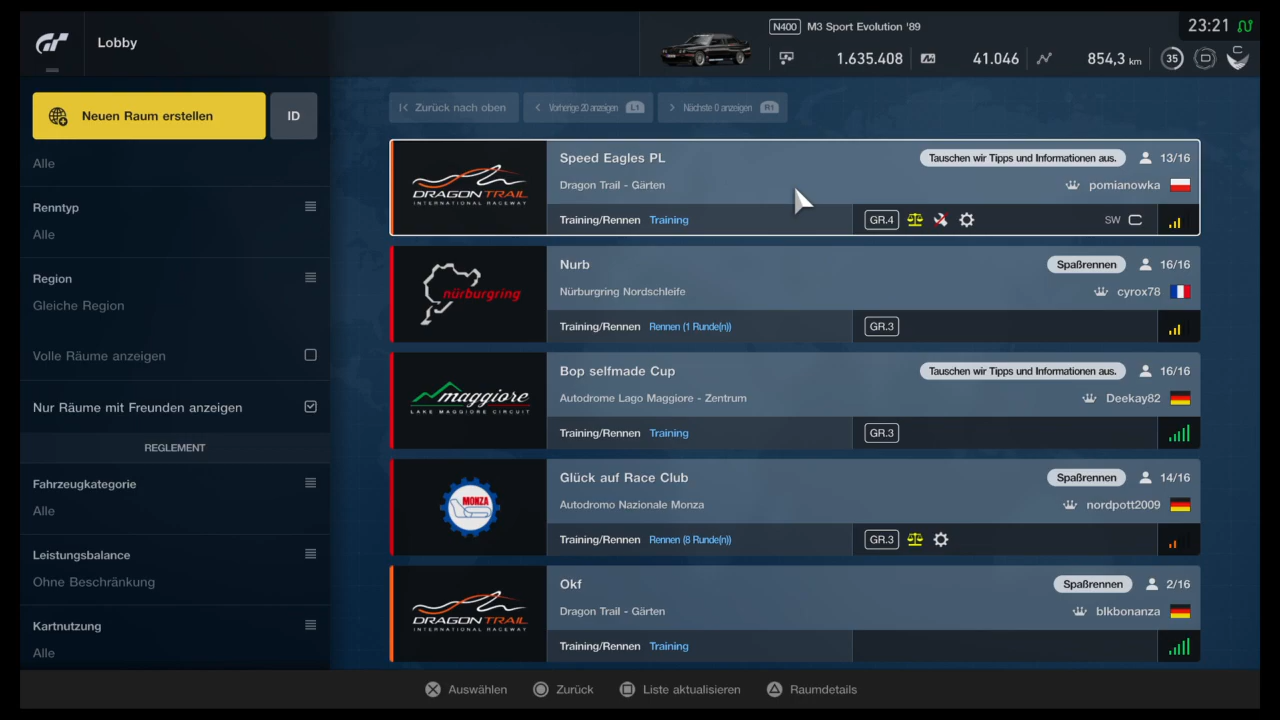 Lobby
N400 M3 Sport Evolution '89
23:21
1.635.408 41.046 854,3 km 35 D C
Neuen Raum erstellen ID
Zurück nach oben Vorherige 20 anzeigen L1 Nächste 0 anzeigen R1
Alle
Renntyp
Alle
Region
Gleiche Region
Volle Räume anzeigen
Nur Räume mit Freunden anzeigen
REGLEMENT
Fahrzeugkategorie
Alle
Leistungsbalance
Ohne Beschränkung
Kartnutzung
Alle
DRAGON TRAIL
INTERNATIONAL RACEWAY
Speed Eagles PL Tauschen wir Tipps und Informationen aus. 13/16
Dragon Trail - Gärten pomianowka
Training/Rennen Training GR.4 SW
nürburgring
Nurb Spaßrennen 16/16
Nürburgring Nordschleife cyrox78
Training/Rennen Rennen (1 Runde(n)) GR.3
maggiore
LAKE MAGGIORE CIRCUIT
Bop selfmade Cup Tauschen wir Tipps und Informationen aus. 16/16
Autodrome Lago Maggiore - Zentrum Deekay82
Training/Rennen Training GR.3
MONZA
Glück auf Race Club Spaßrennen 14/16
Autodromo Nazionale Monza nordpott2009
Training/Rennen Rennen (8 Runde(n)) GR.3
DRAGON TRAIL
INTERNATIONAL RACEWAY
Okf Spaßrennen 2/16
Dragon Trail - Gärten blkbonanza
Training/Rennen Training
Auswählen Zurück Liste aktualisieren Raumdetails